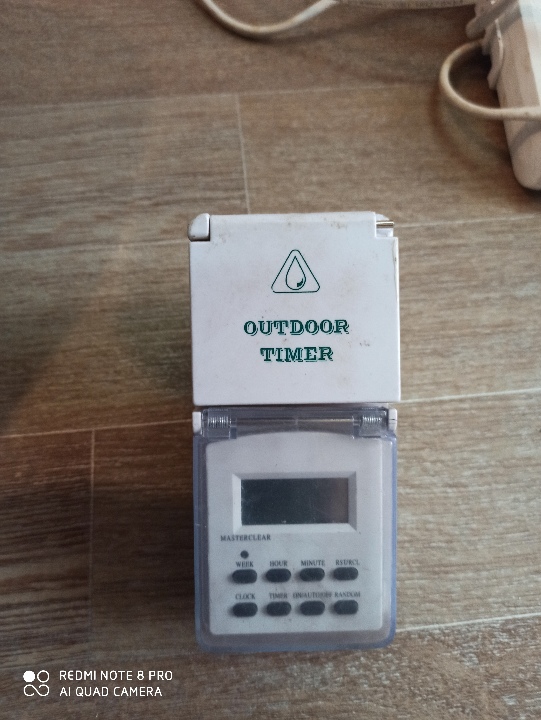 OUTDOOR
TIMER
MASTERCLEAR
WEEK HOUR MINUTE RST/RCL
CLOCK TIMER ON/AUTO/OFF RANDOM
REDMI NOTE 8 PRO
AI QUAD CAMERA